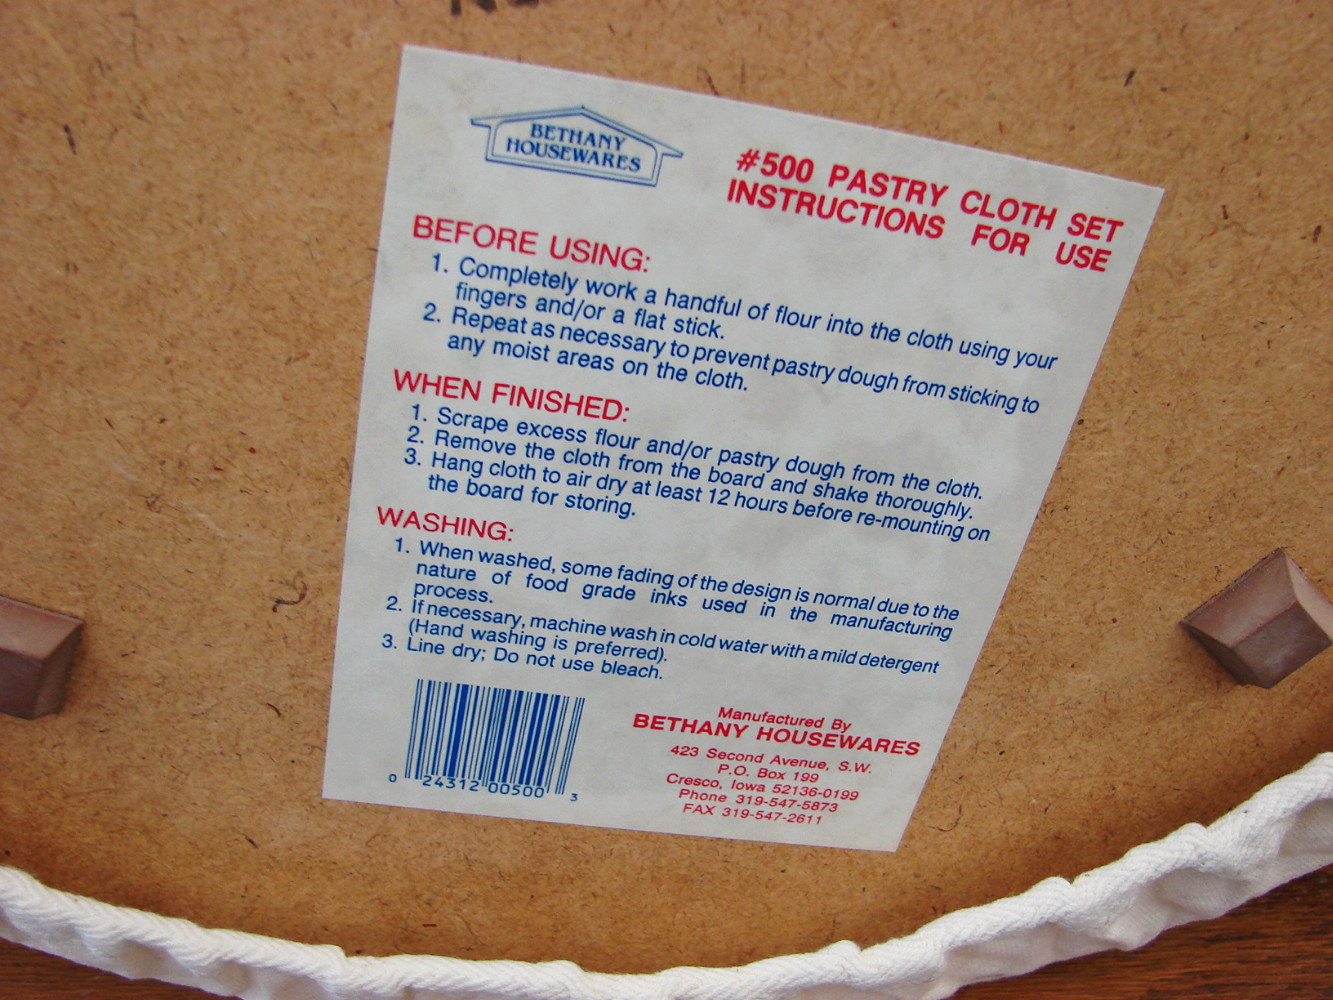 BETHANY
HOUSEWARES
#500 PASTRY CLOTH SET
INSTRUCTIONS FOR USE
BEFORE USING:
1. Completely work a handful of flour into the cloth using your
fingers and/or a flat stick.
2. Repeat as necessary to prevent pastry dough from sticking to
any moist areas on the cloth.
WHEN FINISHED:
1. Scrape excess flour and/or pastry dough from the cloth.
2. Remove the cloth from the board and shake thoroughly.
3. Hang cloth to air dry at least 12 hours before re-mounting on
the board for storing.
WASHING:
1. When washed, some fading of the design is normal due to the
nature of food grade inks used in the manufacturing
process.
2. If necessary, machine wash in cold water with a mild detergent
(Hand washing is preferred).
3. Line dry; Do not use bleach.
0 24312 00500 3
Manufactured By
BETHANY HOUSEWARES
423 Second Avenue, S.W.
P.O. Box 199
Cresco, Iowa 52136-0199
Phone 319-547-5873
FAX 319-547-2611